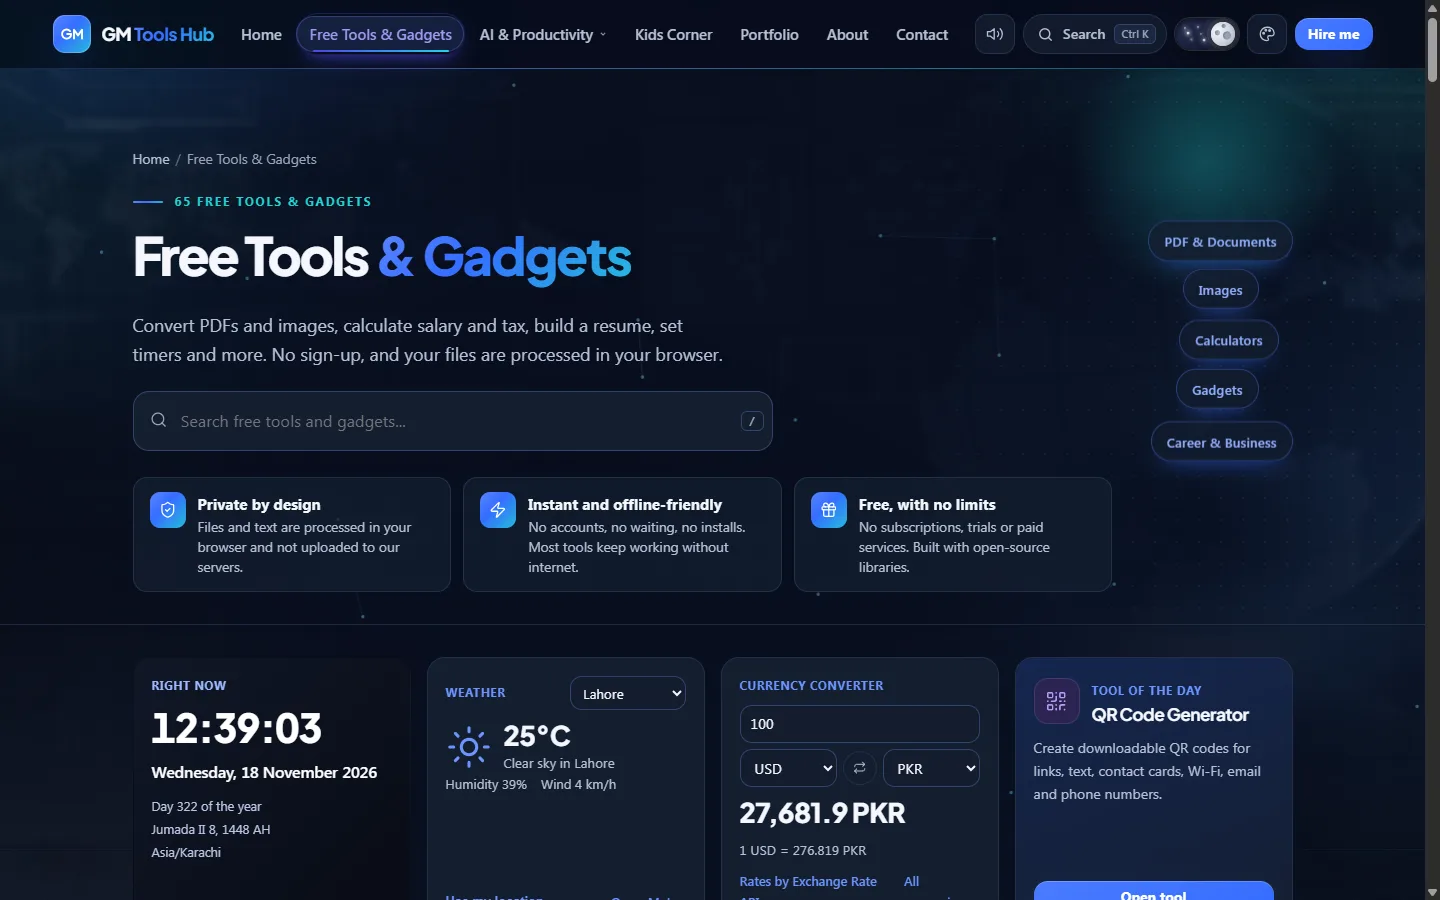 GM GM Tools Hub Home Free Tools & Gadgets AI & Productivity Kids Corner Portfolio About Contact Search Ctrl K Hire me
Home / Free Tools & Gadgets
65 FREE TOOLS & GADGETS
Free Tools & Gadgets
Convert PDFs and images, calculate salary and tax, build a resume, set
timers and more. No sign-up, and your files are processed in your browser.
Search free tools and gadgets... /
PDF & Documents
Images
Calculators
Gadgets
Career & Business
Private by design
Files and text are processed in your
browser and not uploaded to our
servers.
Instant and offline-friendly
No accounts, no waiting, no installs.
Most tools keep working without
internet.
Free, with no limits
No subscriptions, trials or paid
services. Built with open-source
libraries.
RIGHT NOW
12:39:03
Wednesday, 18 November 2026
Day 322 of the year
Jumada II 8, 1448 AH
Asia/Karachi
WEATHER Lahore
25°C
Clear sky in Lahore
Humidity 39% Wind 4 km/h
CURRENCY CONVERTER
100
USD PKR
27,681.9 PKR
1 USD = 276.819 PKR
Rates by Exchange Rate All
TOOL OF THE DAY
QR Code Generator
Create downloadable QR codes for
links, text, contact cards, Wi-Fi, email
and phone numbers.
Open tool